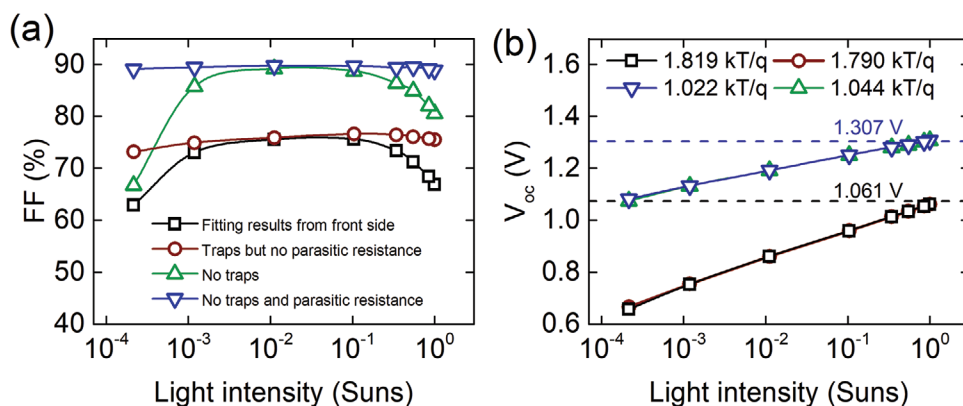 (a)
FF (%)
90
80
70
60
50
40
Fitting results from front side
Traps but no parasitic resistance
No traps
No traps and parasitic resistance
10⁻⁴ 10⁻³ 10⁻² 10⁻¹ 10⁰
Light intensity (Suns)
(b)
Voc (V)
1.6
1.4
1.2
1.0
0.8
0.6
1.819 kT/q 1.790 kT/q
1.022 kT/q 1.044 kT/q
1.307 V
1.061 V
10⁻⁴ 10⁻³ 10⁻² 10⁻¹ 10⁰
Light intensity (Suns)